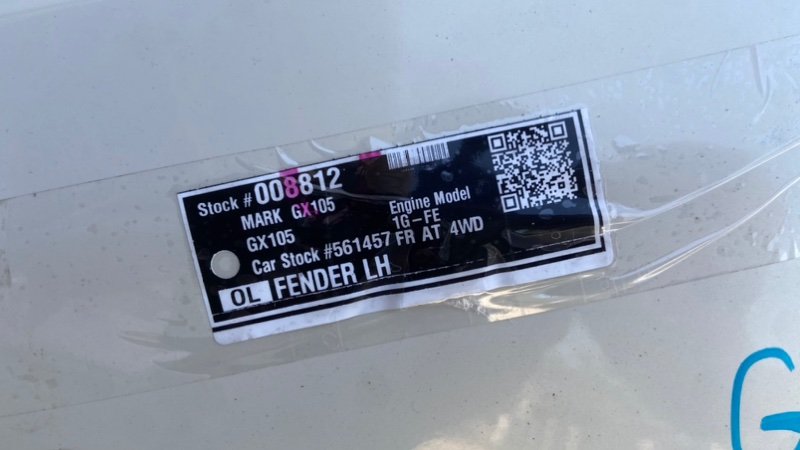 Stock # 008812
MARK GX105
GX105
Engine Model
1G-FE
Car Stock #561457 FR AT 4WD
OL FENDER LH
G